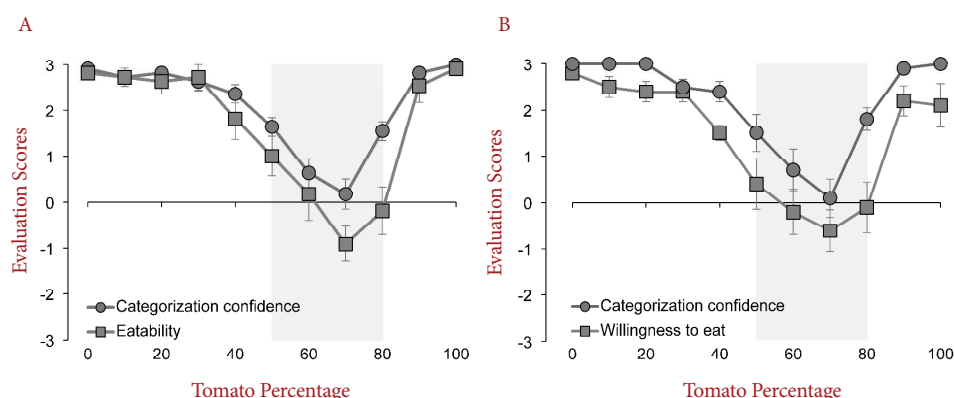 A
B
Evaluation Scores
3
2
1
0
-1
-2
-3
Categorization confidence
Eatability
0
20
40
60
80
100
Tomato Percentage
Evaluation Scores
3
2
1
0
-1
-2
-3
Categorization confidence
Willingness to eat
0
20
40
60
80
100
Tomato Percentage